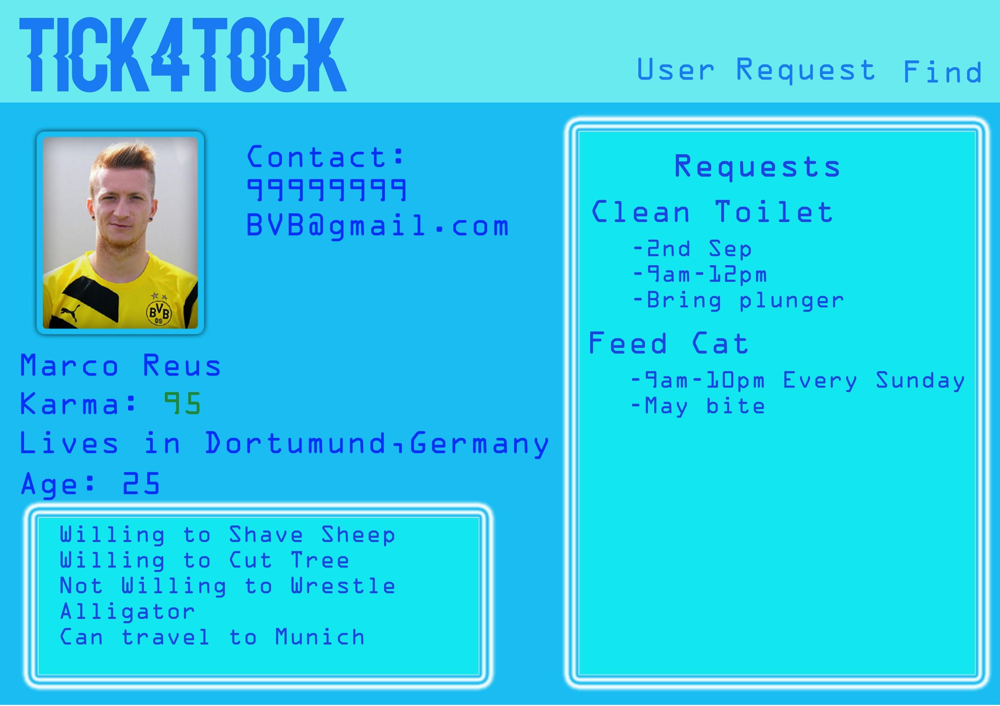 TICK4TOCK
User Request Find
Contact:
99999999
BVB@gmail.com
BVB
09
Marco Reus
Karma: 95
Lives in Dortumund,Germany
Age: 25
Willing to Shave Sheep
Willing to Cut Tree
Not Willing to Wrestle
Alligator
Can travel to Munich
Requests
Clean Toilet
-2nd Sep
-9am-12pm
-Bring plunger
Feed Cat
-9am-10pm Every Sunday
-May bite